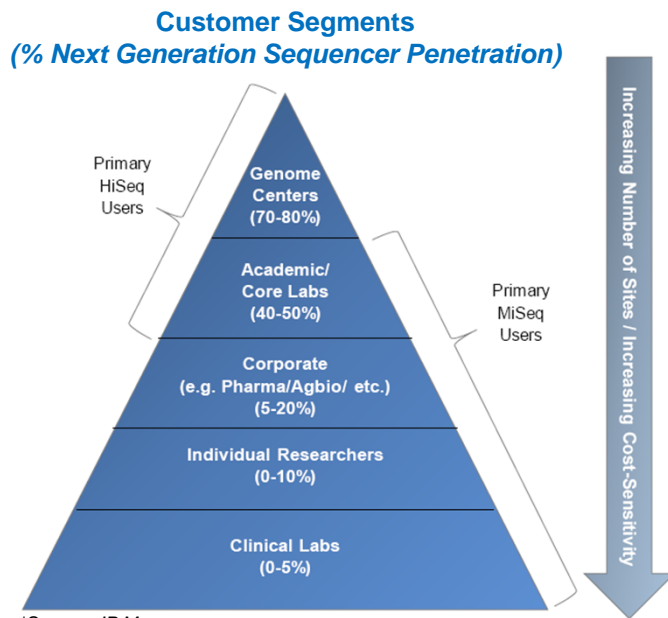 Customer Segments
(% Next Generation Sequencer Penetration)
Primary
HiSeq
Users
Genome
Centers
(70-80%)
Academic/
Core Labs
(40-50%)
Primary
MiSeq
Users
Corporate
(e.g. Pharma/Agbio/ etc.)
(5-20%)
Individual Researchers
(0-10%)
Clinical Labs
(0-5%)
Increasing Number of Sites / Increasing Cost-Sensitivity